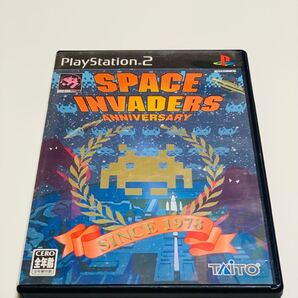 PlayStation.2
SPACE
INVADERS
ANNIVERSARY
SINCE 1978
CERO
全年齢
TAITO